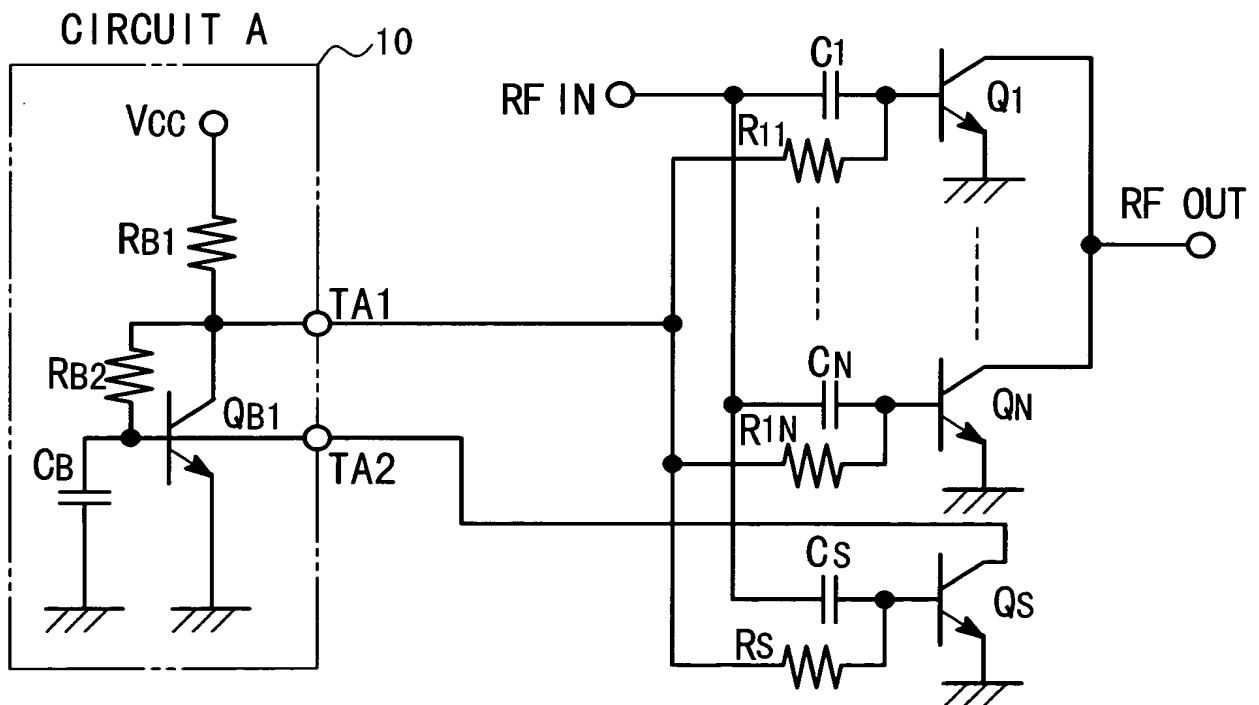 CIRCUIT A
10
VCC
RB1
TA1
RB2
QB1
CB
TA2
RF IN
C1
Q1
R11
RF OUT
CN
QN
R1N
CS
QS
RS